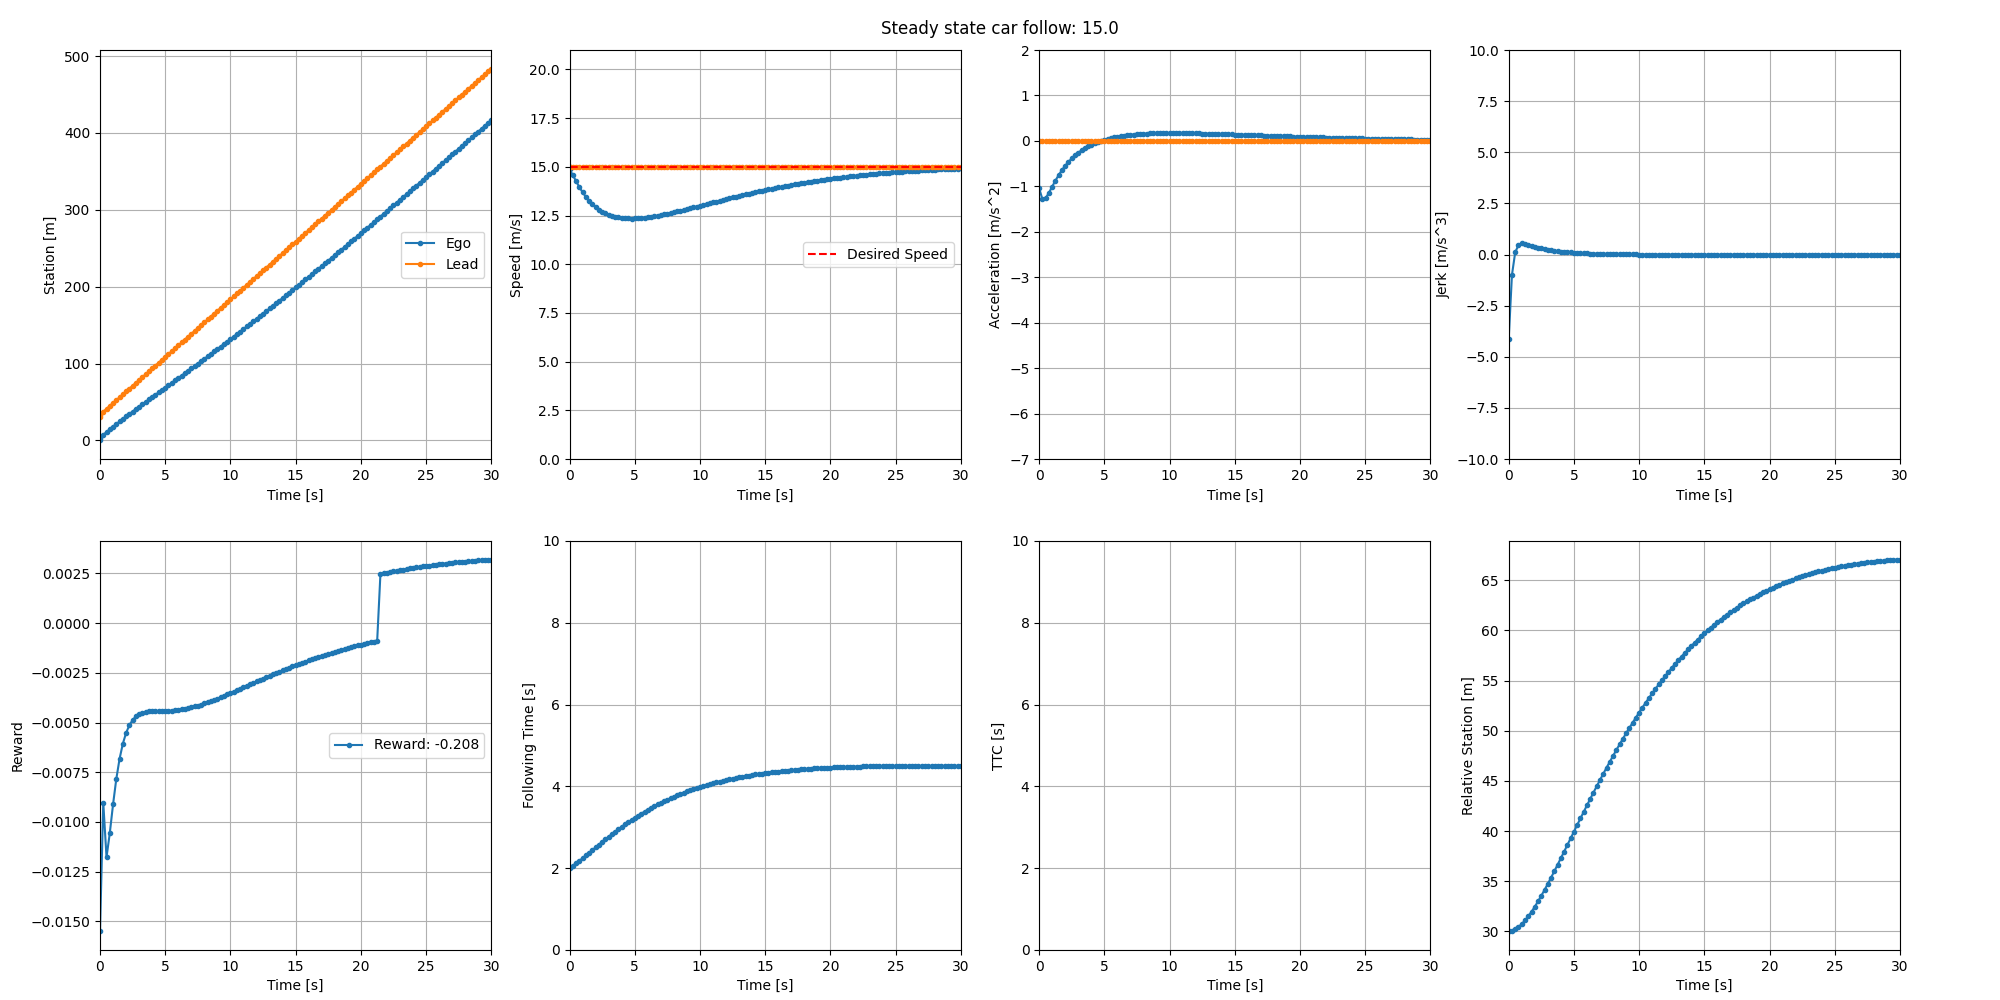 Steady state car follow: 15.0
500
400
300
200
100
0
Station [m]
Ego
Lead
0 5 10 15 20 25 30
Time [s]
20.0
17.5
15.0
12.5
10.0
7.5
5.0
2.5
0.0
Speed [m/s]
Desired Speed
0 5 10 15 20 25 30
Time [s]
2
1
0
−1
−2
−3
−4
−5
−6
−7
Acceleration [m/s^2]
0 5 10 15 20 25 30
Time [s]
10.0
7.5
5.0
2.5
0.0
−2.5
−5.0
−7.5
−10.0
Jerk [m/s^3]
0 5 10 15 20 25 30
Time [s]
0.0025
0.0000
−0.0025
−0.0050
−0.0075
−0.0100
−0.0125
−0.0150
Reward
Reward: -0.208
0 5 10 15 20 25 30
Time [s]
10
8
6
4
2
0
Following Time [s]
0 5 10 15 20 25 30
Time [s]
10
8
6
4
2
0
TTC [s]
0 5 10 15 20 25 30
Time [s]
65
60
55
50
45
40
35
30
Relative Station [m]
0 5 10 15 20 25 30
Time [s]